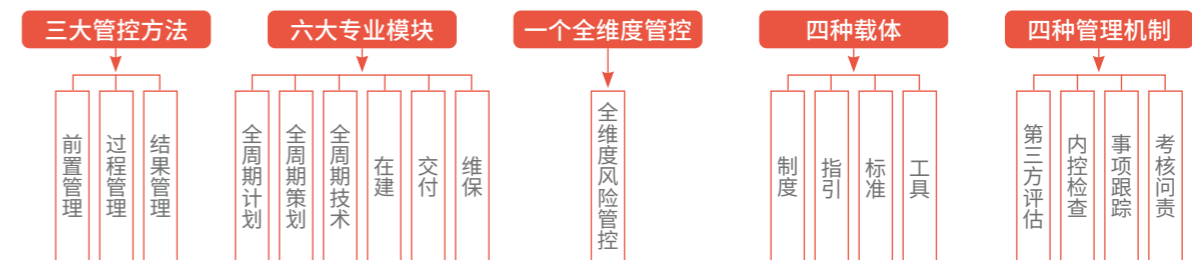 三大管控方法
六大专业模块
一个全维度管控
四种载体
四种管理机制
前置管理
过程管理
结果管理
全周期计划
全周期策划
全周期技术
在建
交付
维保
全维度风险管控
制度
指引
标准
工具
第三方评估
内控检查
事项跟踪
考核问责